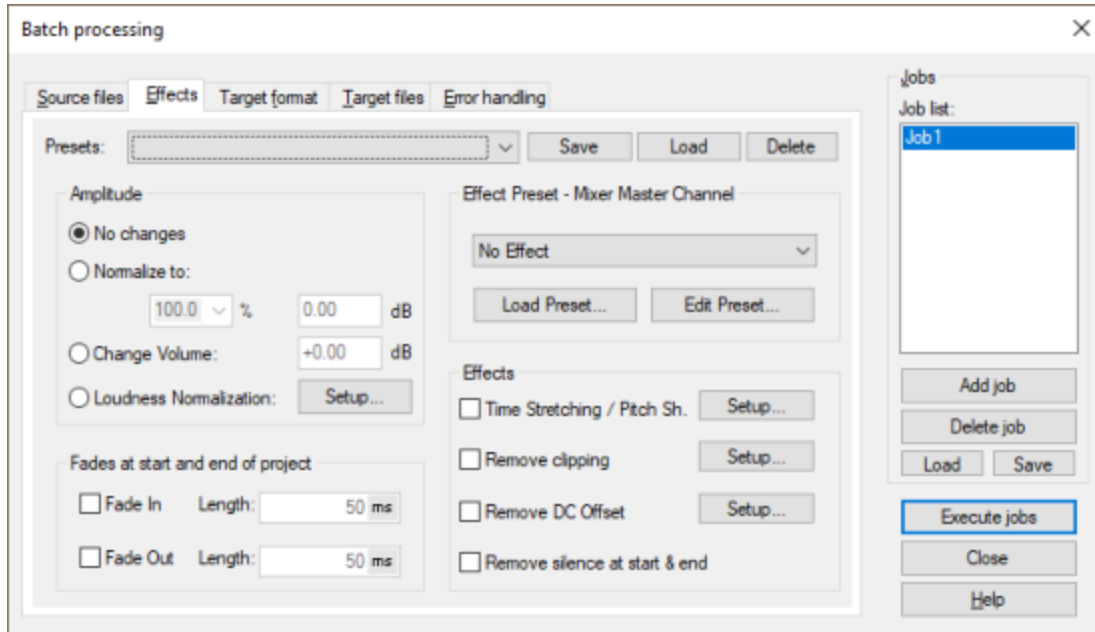 Batch processing
Source files Effects Target format Target files Error handling
Presets: Save Load Delete
Amplitude
No changes
Normalize to:
100.0 % 0.00 dB
Change Volume: +0.00 dB
Loudness Normalization: Setup...
Fades at start and end of project
Fade In Length: 50 ms
Fade Out Length: 50 ms
Effect Preset - Mixer Master Channel
No Effect
Load Preset... Edit Preset...
Effects
Time Stretching / Pitch Sh. Setup...
Remove clipping Setup...
Remove DC Offset Setup...
Remove silence at start & end
Jobs
Job list:
Job1
Add job
Delete job
Load Save
Execute jobs
Close
Help